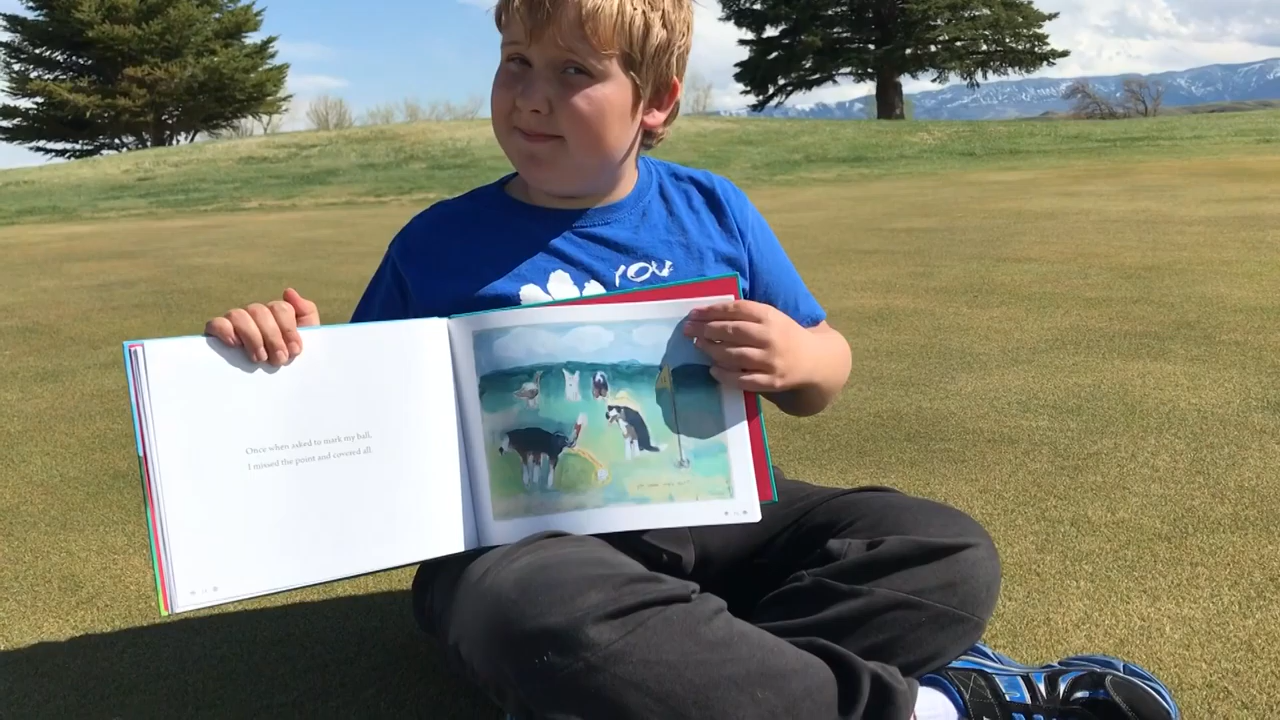 YOU
Once when asked to mark my ball,
I missed the point and covered all.